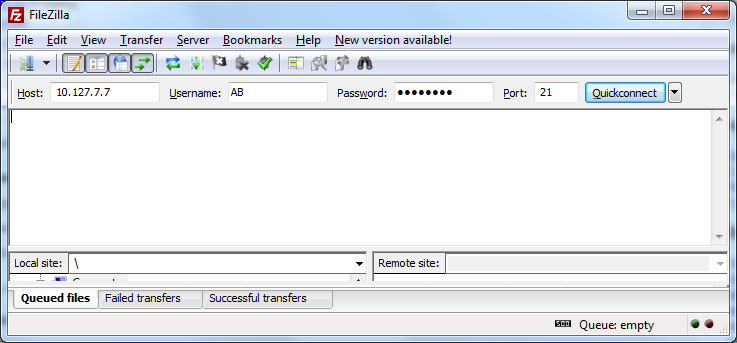 FileZilla
File Edit View Transfer Server Bookmarks Help New version available!
Host: 10.127.7.7 Username: AB Password: ●●●●●●●● Port: 21 Quickconnect
Local site: \ Remote site:
Queued files Failed transfers Successful transfers
Queue: empty